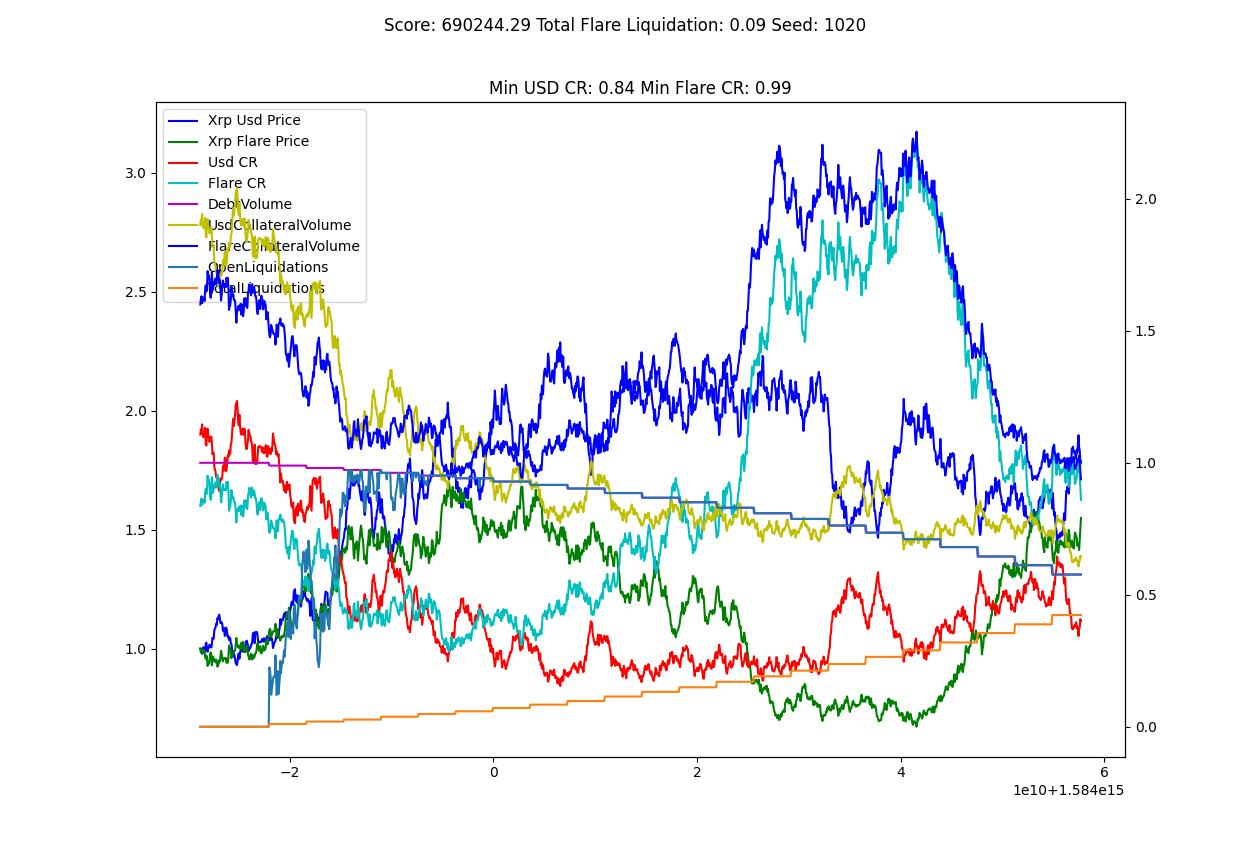 Score: 690244.29 Total Flare Liquidation: 0.09 Seed: 1020
Min USD CR: 0.84 Min Flare CR: 0.99
Xrp Usd Price
Xrp Flare Price
Usd CR
Flare CR
DebtVolume
UsdCollateralVolume
FlareCollateralVolume
OpenLiquidations
TotalLiquidations
3.0
2.5
2.0
1.5
1.0
2.0
1.5
1.0
0.5
0.0
−2
0
2
4
6
1e10+1.584e15